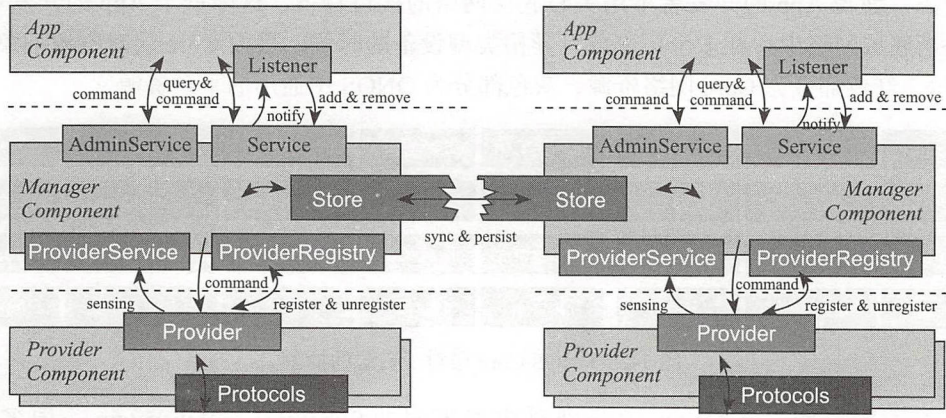 App
Component
Listener
command
query&
command
add & remove
notify
AdminService
Service
Manager
Component
Store
ProviderService
ProviderRegistry
sensing
command
register & unregister
Provider
Provider
Component
Protocols
sync & persist
App
Component
Listener
command
query&
command
add & remove
notify
AdminService
Service
Manager
Component
Store
ProviderService
ProviderRegistry
sensing
command
register & unregister
Provider
Provider
Component
Protocols